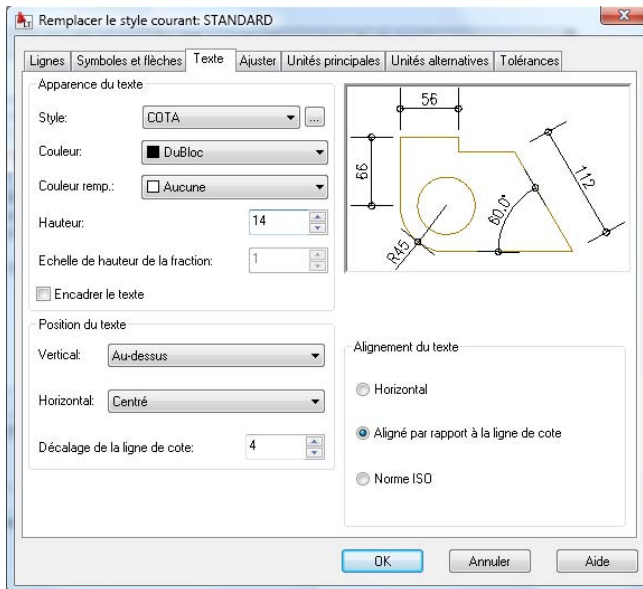 LT Remplacer le style courant: STANDARD
Lignes Symboles et flèches Texte Ajuster Unités principales Unités alternatives Tolérances
Apparence du texte
Style: COTA ...
Couleur: DuBloc
Couleur remp.: Aucune
Hauteur: 14
Echelle de hauteur de la fraction: 1
Encadrer le texte
56
66
112
60.0°
R45
Position du texte
Vertical: Au-dessus
Horizontal: Centré
Décalage de la ligne de cote: 4
Alignement du texte
Horizontal
Aligné par rapport à la ligne de cote
Norme ISO
OK Annuler Aide